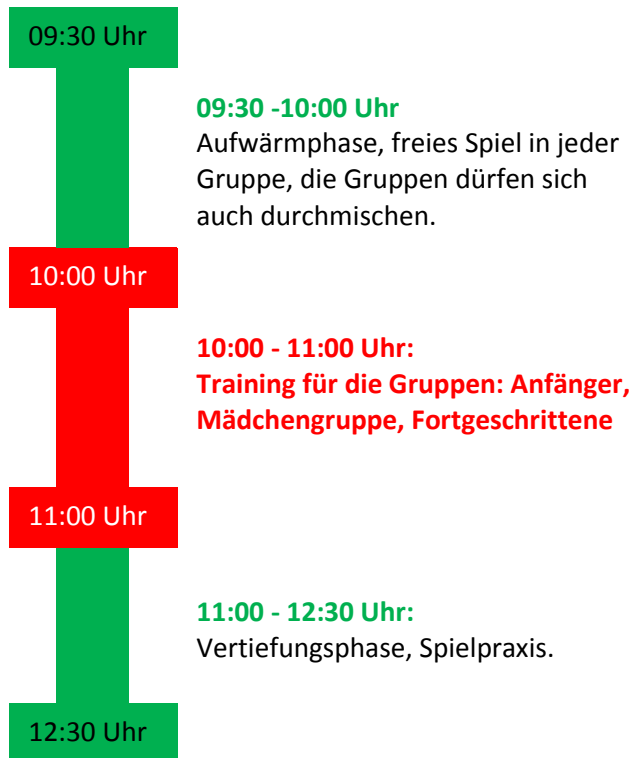 09:30 Uhr
09:30 -10:00 Uhr
Aufwärmphase, freies Spiel in jeder
Gruppe, die Gruppen dürfen sich
auch durchmischen.
10:00 Uhr
10:00 - 11:00 Uhr:
Training für die Gruppen: Anfänger,
Mädchengruppe, Fortgeschrittene
11:00 Uhr
11:00 - 12:30 Uhr:
Vertiefungsphase, Spielpraxis.
12:30 Uhr